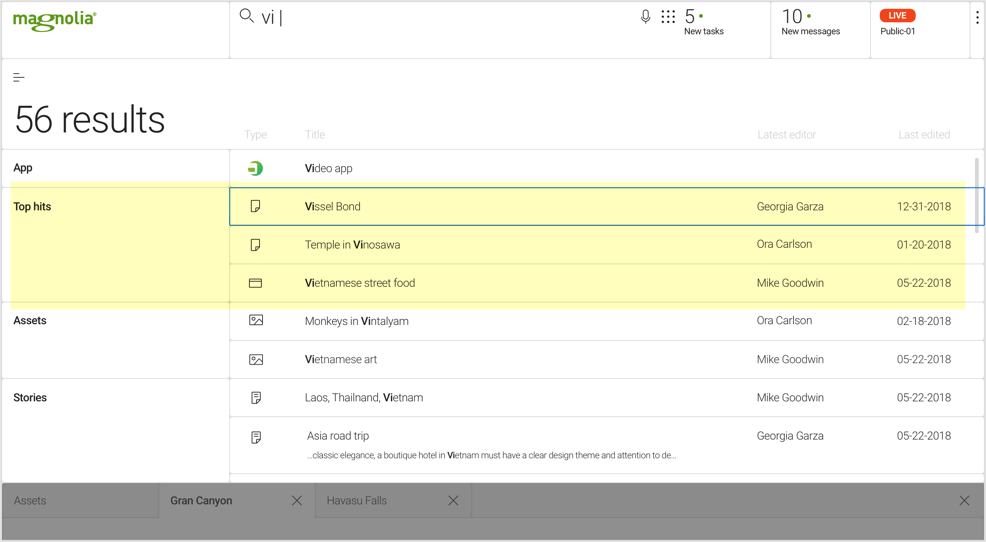 magnolia®
vi |
5
New tasks
10
New messages
LIVE
Public-01
56 results
Type Title Latest editor Last edited
App
Video app
Top hits
Vissel Bond Georgia Garza 12-31-2018
Temple in Vinosawa Ora Carlson 01-20-2018
Vietnamese street food Mike Goodwin 05-22-2018
Assets
Monkeys in Vintalyam Ora Carlson 02-18-2018
Vietnamese art Mike Goodwin 05-22-2018
Stories
Laos, Thailnand, Vietnam Mike Goodwin 05-22-2018
Asia road trip Georgia Garza 05-22-2018
...classic elegance, a boutique hotel in Vietnam must have a clear design theme and attention to de...
Assets Gran Canyon Havasu Falls